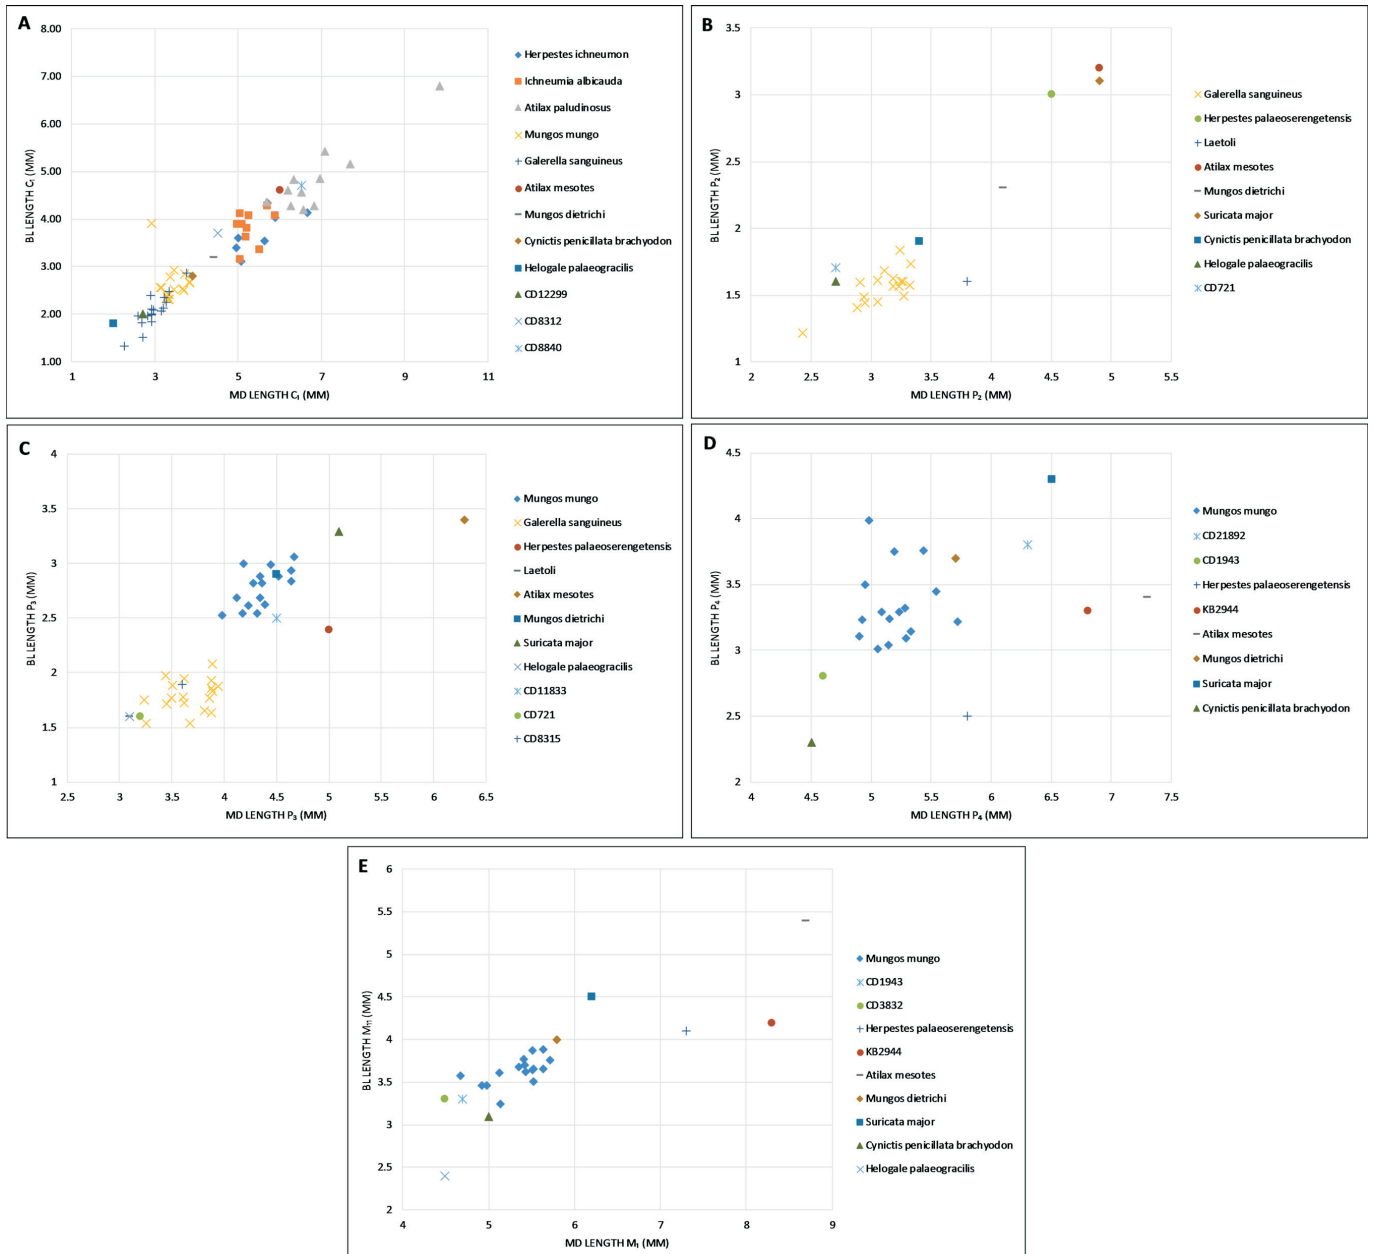 A
BL LENGTH C₁ (MM)
8.00
7.00
6.00
5.00
4.00
3.00
2.00
1.00
1 3 5 7 9 11
MD LENGTH C₁ (MM)
Herpestes ichneumon
Ichneumia albicauda
Atilax paludinosus
Mungos mungo
Galerella sanguineus
Atilax mesotes
Mungos dietrichi
Cynictis penicillata brachyodon
Helogale palaeogracilis
CD12299
CD8312
CD8840
B
BL LENGTH P₂ (MM)
3.5
3
2.5
2
1.5
1
2 2.5 3 3.5 4 4.5 5 5.5
MD LENGTH P₂ (MM)
Galerella sanguineus
Herpestes palaeoserengetensis
Laetoli
Atilax mesotes
Mungos dietrichi
Suricata major
Cynictis penicillata brachyodon
Helogale palaeogracilis
CD721
C
BL LENGTH P₃ (MM)
4
3.5
3
2.5
2
1.5
1
2.5 3 3.5 4 4.5 5 5.5 6 6.5
MD LENGTH P₃ (MM)
Mungos mungo
Galerella sanguineus
Herpestes palaeoserengetensis
Laetoli
Atilax mesotes
Mungos dietrichi
Suricata major
Helogale palaeogracilis
CD11833
CD721
CD8315
D
BL LENGTH P₄ (MM)
4.5
4
3.5
3
2.5
2
4 4.5 5 5.5 6 6.5 7 7.5
MD LENGTH P₄ (MM)
Mungos mungo
CD21892
CD1943
Herpestes palaeoserengetensis
KB2944
Atilax mesotes
Mungos dietrichi
Suricata major
Cynictis penicillata brachyodon
E
BL LENGTH M₁₁ (MM)
6
5.5
5
4.5
4
3.5
3
2.5
2
4 5 6 7 8 9
MD LENGTH M₁ (MM)
Mungos mungo
CD1943
CD3832
Herpestes palaeoserengetensis
KB2944
Atilax mesotes
Mungos dietrichi
Suricata major
Cynictis penicillata brachyodon
Helogale palaeogracilis